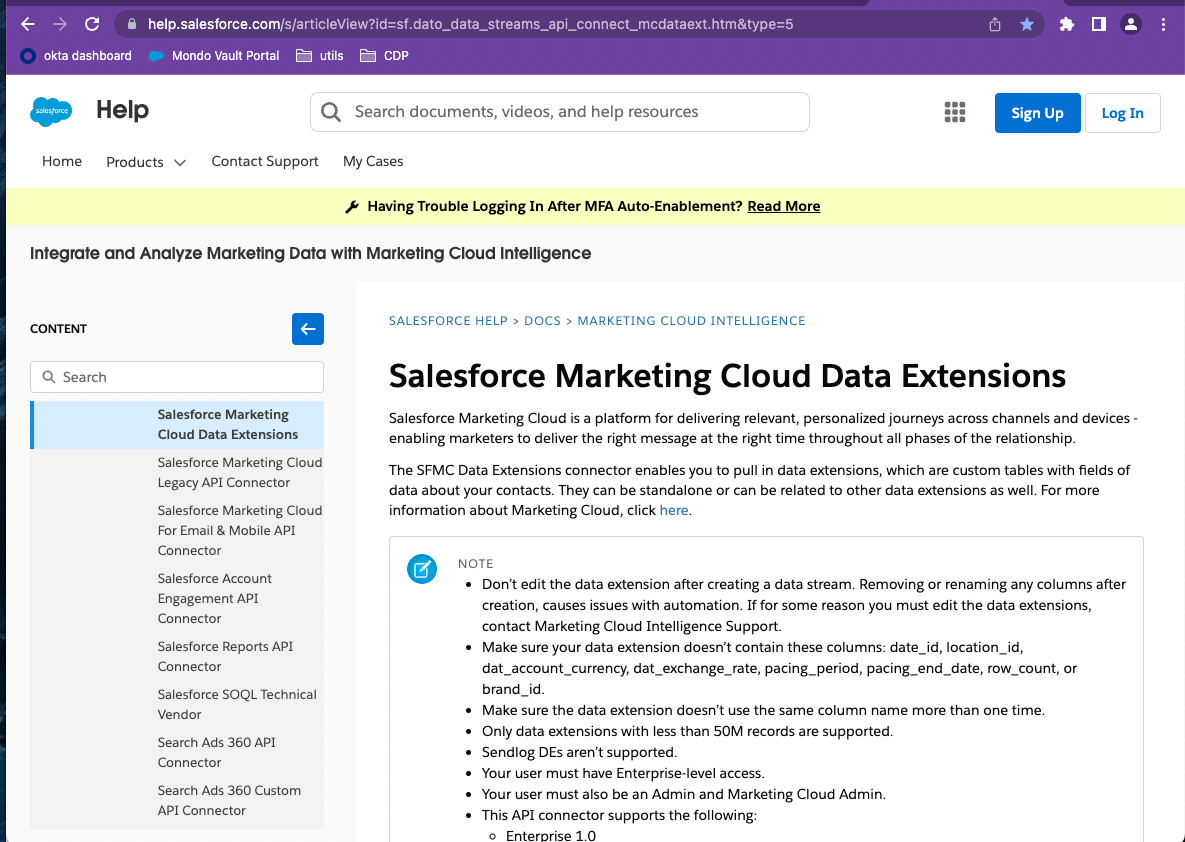 help.salesforce.com/s/articleView?id=sf.dato_data_streams_api_connect_mcdataext.htm&type=5
okta dashboard
Mondo Vault Portal
utils
CDP
salesforce
Help
Search documents, videos, and help resources
Sign Up
Log In
Home
Products
Contact Support
My Cases
Having Trouble Logging In After MFA Auto-Enablement? Read More
Integrate and Analyze Marketing Data with Marketing Cloud Intelligence
CONTENT
Search
Salesforce Marketing
Cloud Data Extensions
Salesforce Marketing Cloud
Legacy API Connector
Salesforce Marketing Cloud
For Email & Mobile API
Connector
Salesforce Account
Engagement API
Connector
Salesforce Reports API
Connector
Salesforce SOQL Technical
Vendor
Search Ads 360 API
Connector
Search Ads 360 Custom
API Connector
SALESFORCE HELP > DOCS > MARKETING CLOUD INTELLIGENCE
Salesforce Marketing Cloud Data Extensions
Salesforce Marketing Cloud is a platform for delivering relevant, personalized journeys across channels and devices -
enabling marketers to deliver the right message at the right time throughout all phases of the relationship.
The SFMC Data Extensions connector enables you to pull in data extensions, which are custom tables with fields of
data about your contacts. They can be standalone or can be related to other data extensions as well. For more
information about Marketing Cloud, click here.
NOTE
• Don't edit the data extension after creating a data stream. Removing or renaming any columns after
creation, causes issues with automation. If for some reason you must edit the data extensions,
contact Marketing Cloud Intelligence Support.
• Make sure your data extension doesn't contain these columns: date_id, location_id,
dat_account_currency, dat_exchange_rate, pacing_period, pacing_end_date, row_count, or
brand_id.
• Make sure the data extension doesn't use the same column name more than one time.
• Only data extensions with less than 50M records are supported.
• Sendlog DEs aren't supported.
• Your user must have Enterprise-level access.
• Your user must also be an Admin and Marketing Cloud Admin.
• This API connector supports the following:
○ Enterprise 1.0